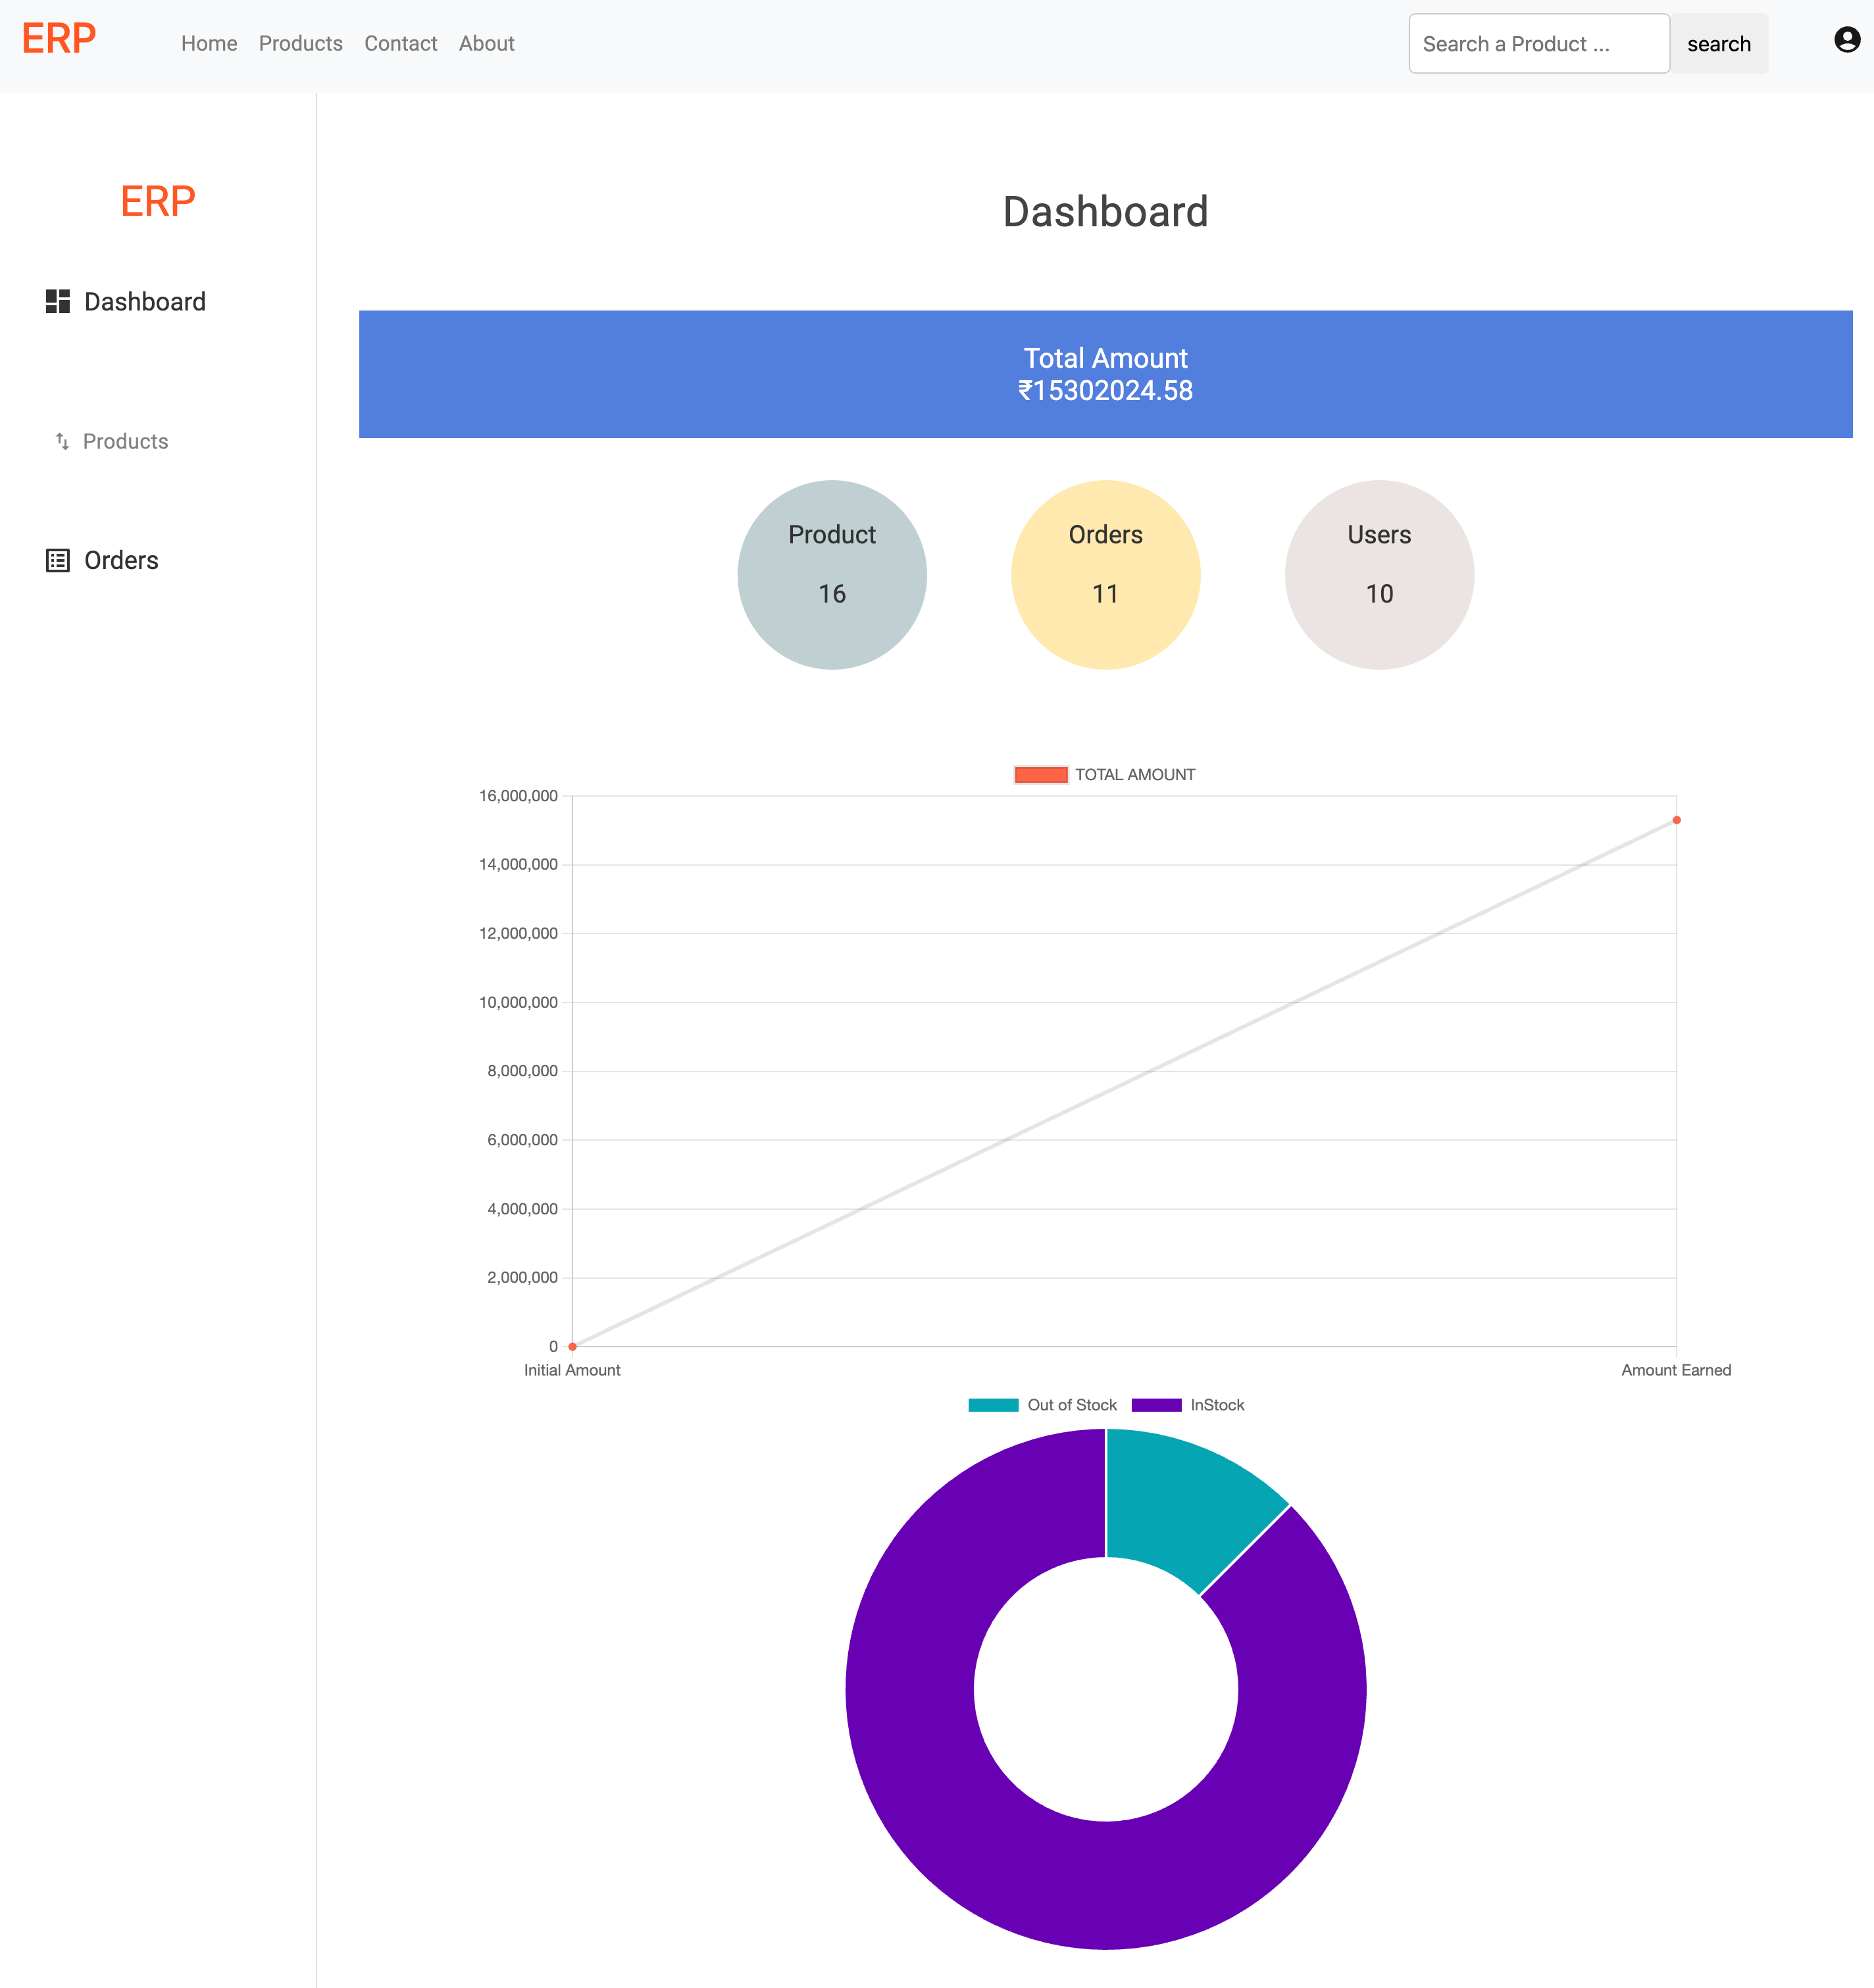 ERP
Home Products Contact About
Search a Product ... search
ERP
Dashboard
Products
Orders
Dashboard
Total Amount
₹15302024.58
Product
16
Orders
11
Users
10
TOTAL AMOUNT
16,000,000
14,000,000
12,000,000
10,000,000
8,000,000
6,000,000
4,000,000
2,000,000
0
Initial Amount Amount Earned
Out of Stock InStock